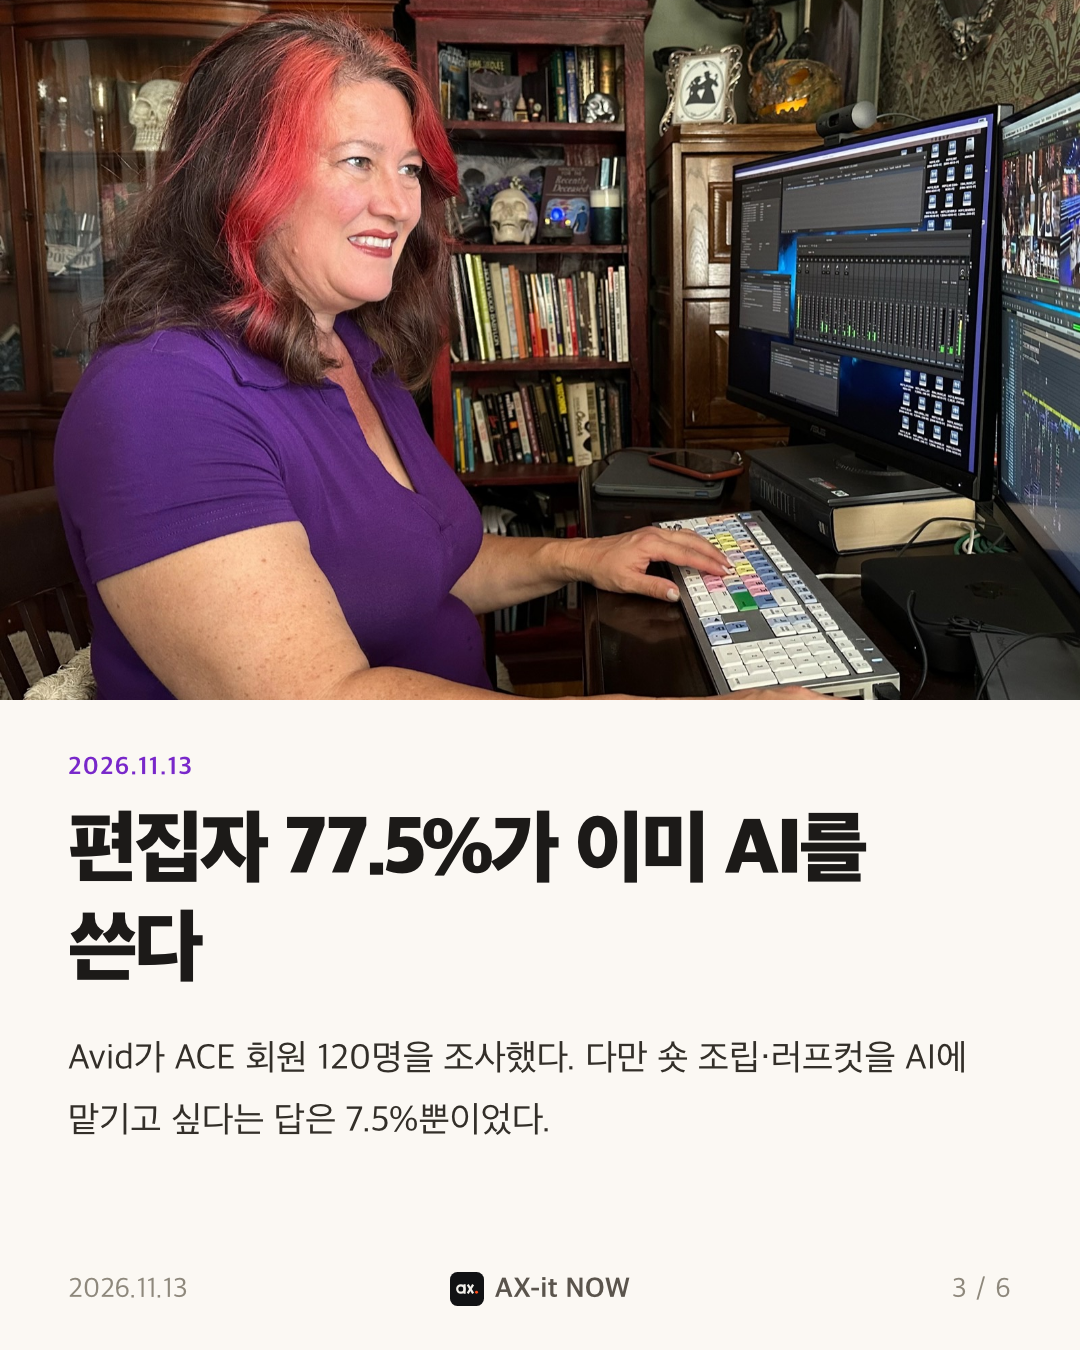 Recently
Deceased
2026.11.13
편집자 77.5%가 이미 AI를
쓴다
Avid가 ACE 회원 120명을 조사했다. 다만 숏 조립·러프컷을 AI에
맡기고 싶다는 답은 7.5%뿐이었다.
2026.11.13
ax.
AX-it NOW
3 / 6